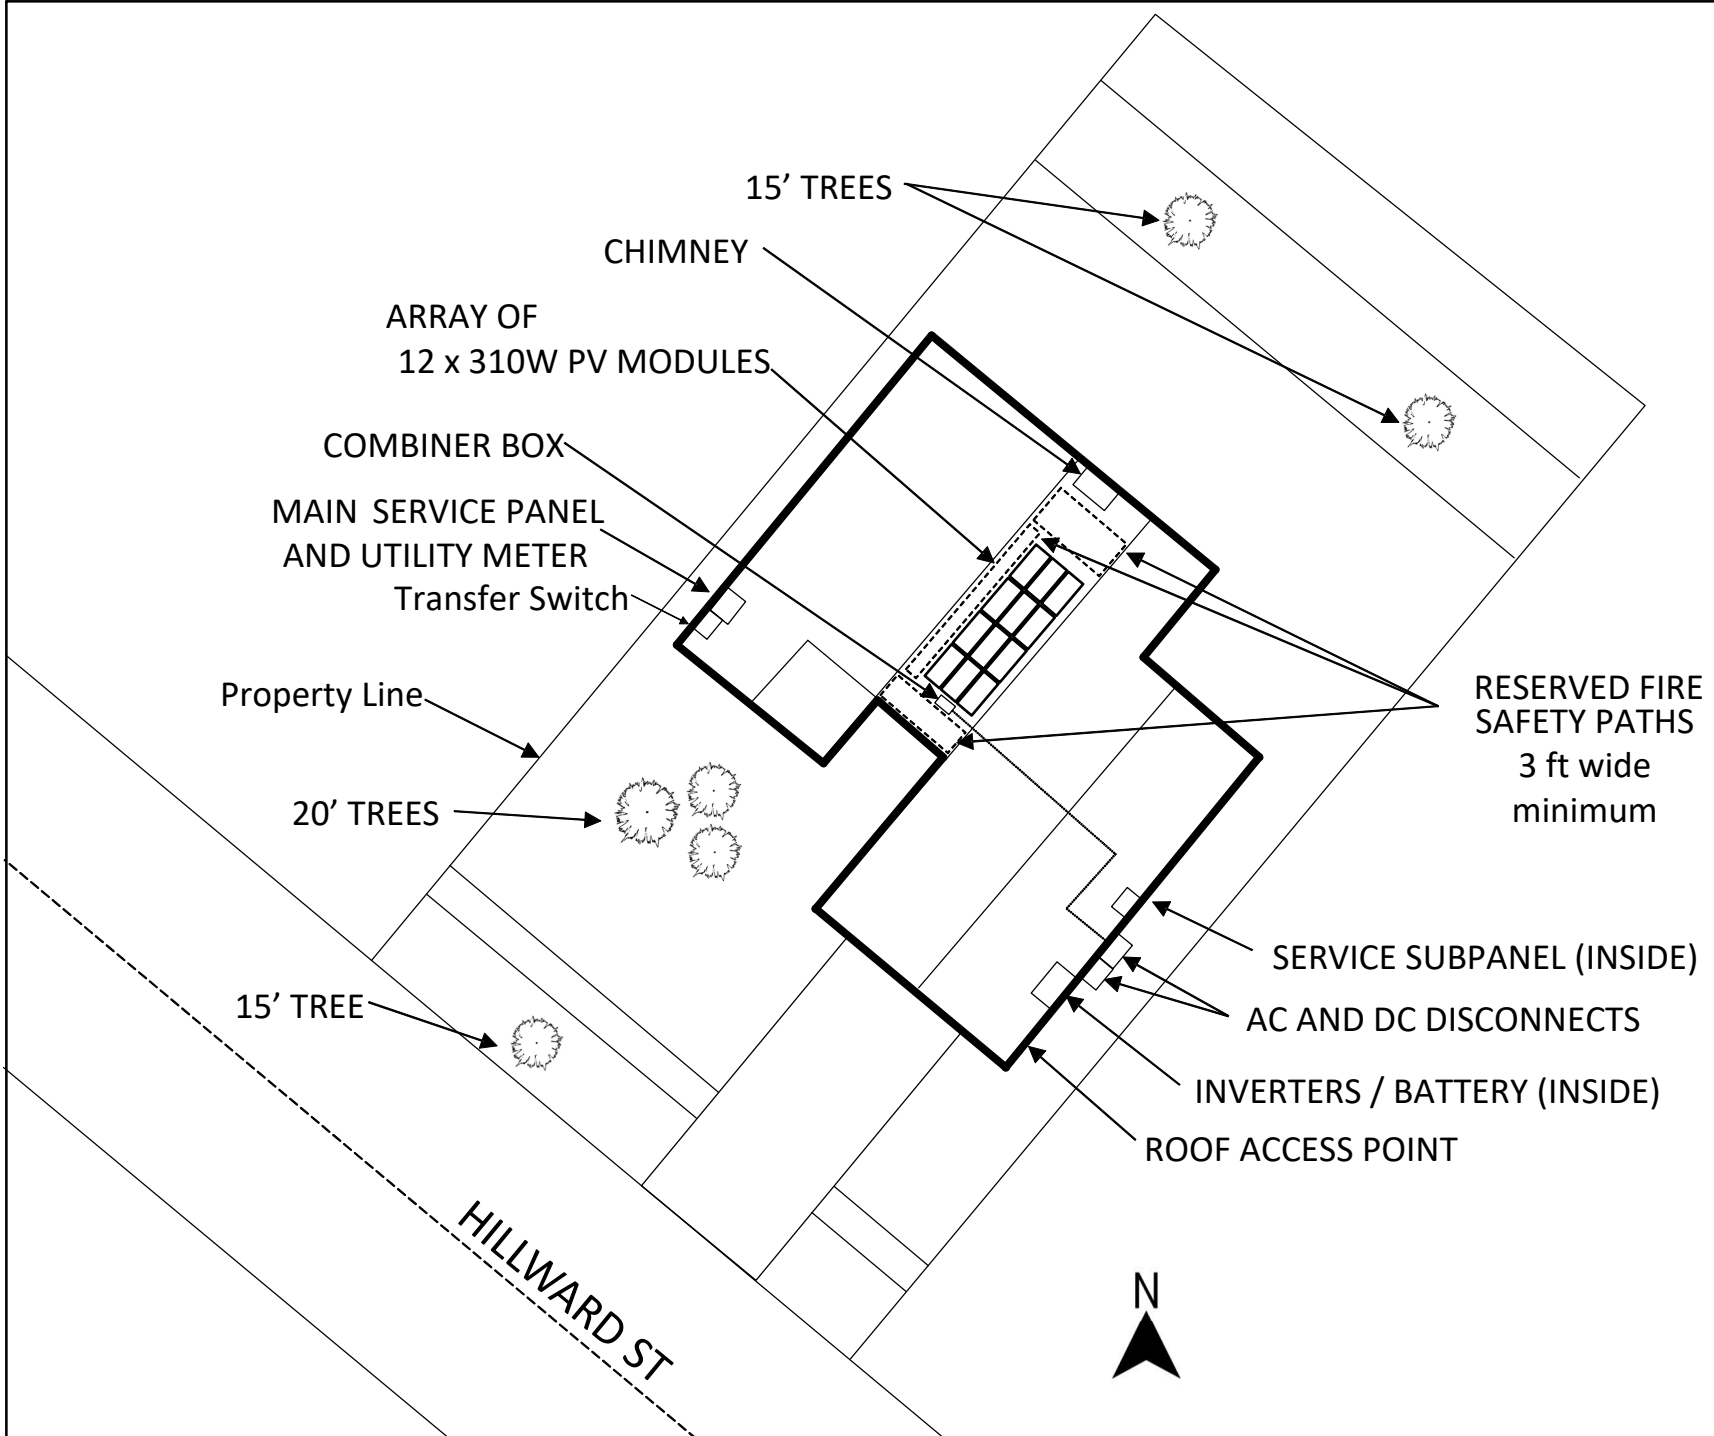 15’ TREES
CHIMNEY
ARRAY OF
12 x 310W PV MODULES
COMBINER BOX
MAIN SERVICE PANEL
AND UTILITY METER
Transfer Switch
Property Line
20’ TREES
15’ TREE
RESERVED FIRE
SAFETY PATHS
3 ft wide
minimum
SERVICE SUBPANEL (INSIDE)
AC AND DC DISCONNECTS
INVERTERS / BATTERY (INSIDE)
ROOF ACCESS POINT
HILLWARD ST
N